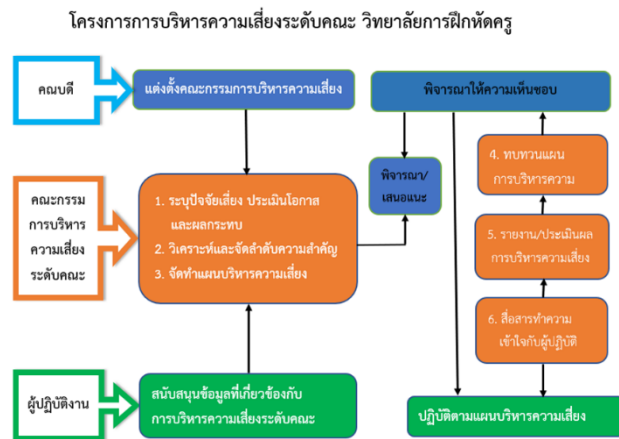 โครงการการบริหารความเสี่ยงระดับคณะ วิทยาลัยการฝึกหัดครู
คณบดี
แต่งตั้งคณะกรรมการบริหารความเสี่ยง
พิจารณาให้ความเห็นชอบ
คณะกรรม
การบริหาร
ความเสี่ยง
ระดับคณะ
1. ระบุปัจจัยเสี่ยง ประเมินโอกาส
และผลกระทบ
2. วิเคราะห์และจัดลำดับความสำคัญ
3. จัดทำแผนบริหารความเสี่ยง
พิจารณา/
เสนอแนะ
4. ทบทวนแผน
การบริหารความ
5. รายงาน/ประเมินผล
การบริหารความเสี่ยง
6. สื่อสารทำความ
เข้าใจกับผู้ปฏิบัติ
ผู้ปฏิบัติงาน
สนับสนุนข้อมูลที่เกี่ยวข้องกับ
การบริหารความเสี่ยงระดับคณะ
ปฏิบัติตามแผนบริหารความเสี่ยง